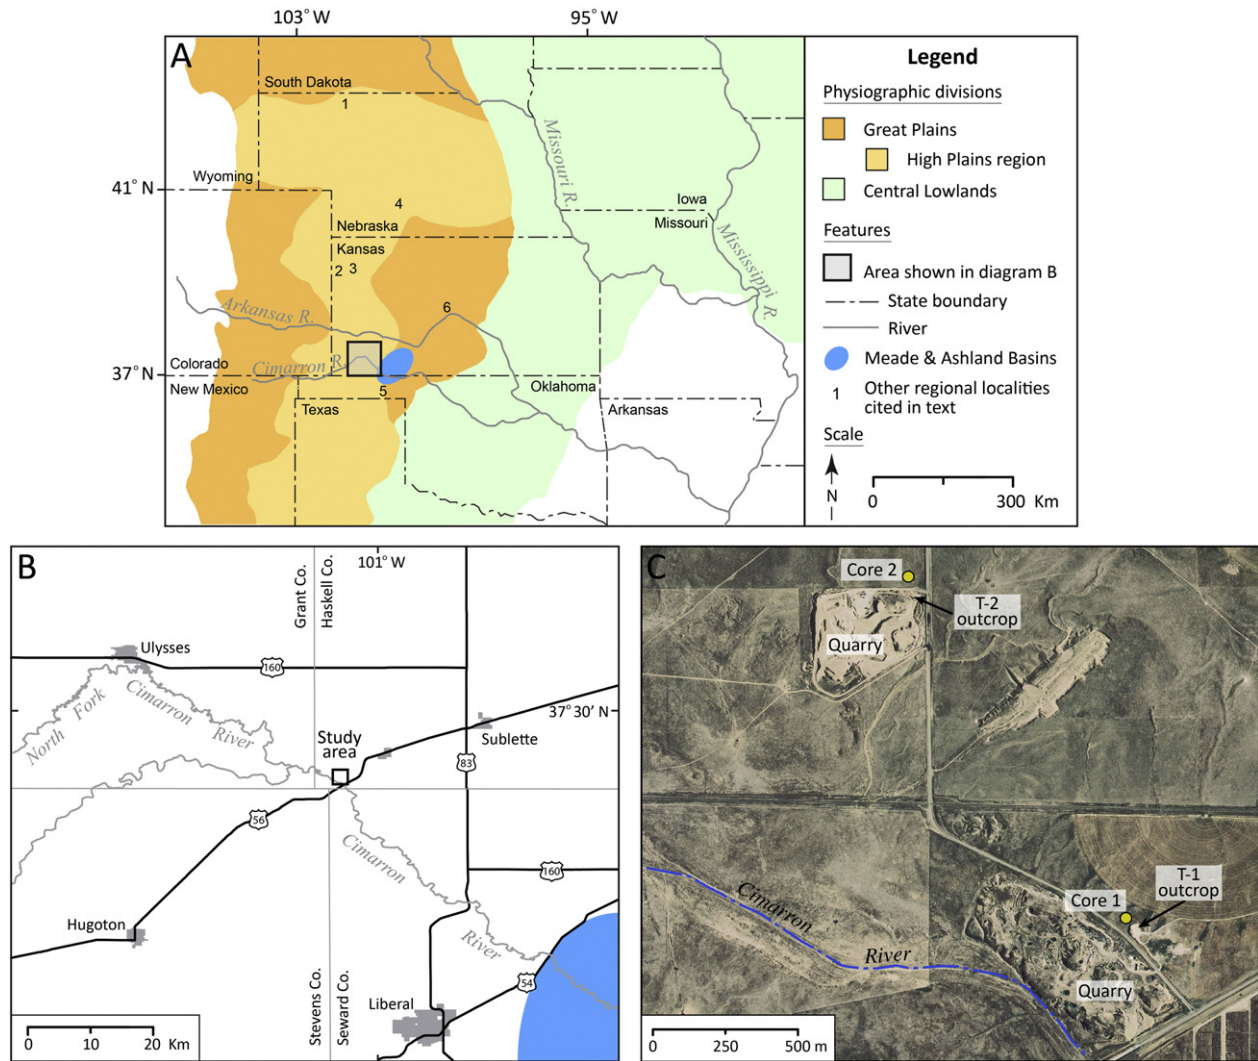 103° W
95° W
A
South Dakota
1
Wyoming
41° N
4
Nebraska
Kansas
2
3
Iowa
Missouri
Missouri R.
Mississippi R.
Arkansas R.
6
Colorado
Cimarron R.
37° N
New Mexico
5
Texas
Oklahoma
Arkansas
Legend
Physiographic divisions
Great Plains
High Plains region
Central Lowlands
Features
Area shown in diagram B
State boundary
River
Meade & Ashland Basins
1
Other regional localities
cited in text
Scale
N
0
300 Km
B
101° W
Grant Co.
Haskell Co.
Ulysses
160
North Fork
Cimarron River
37° 30' N
Study
area
Sublette
83
56
Cimarron River
160
Hugoton
Stevens Co.
Seward Co.
Liberal
54
0 10 20 Km
C
Core 2
T-2
outcrop
Quarry
T-1
outcrop
Core 1
Cimarron River
Quarry
0 250 500 m